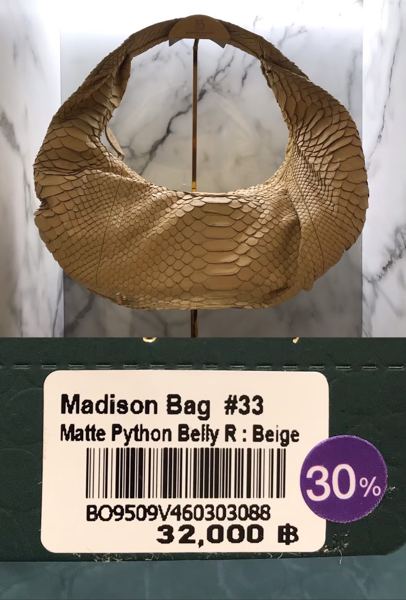 Madison Bag #33
Matte Python Belly R : Beige
BO9509V460303088
32,000 ฿
30%